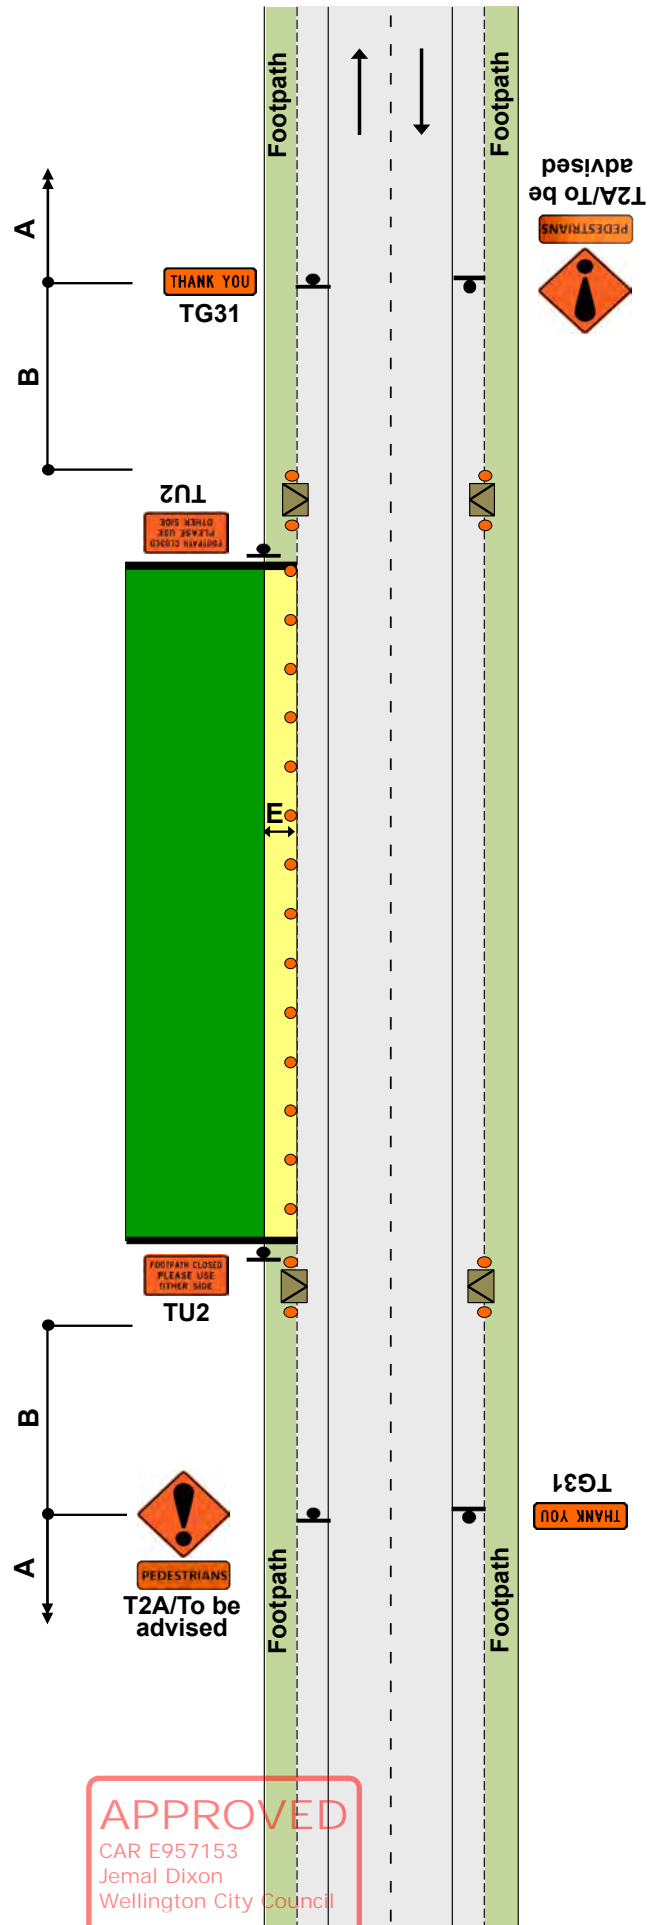 Footpath
Footpath
T2A/To be
advised
PEDESTRIANS
A
THANK YOU
TG31
B
TU2
FOOTPATH CLOSED
PLEASE USE
OTHER SIDE
E
FOOTPATH CLOSED
PLEASE USE
OTHER SIDE
TU2
B
TG31
THANK YOU
A
PEDESTRIANS
T2A/To be
advised
Footpath
Footpath
APPROVED
CAR E957153
Jemal Dixon
Wellington City Council